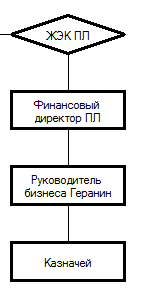 ЖЭК ПЛ
Финансовый
директор ПЛ
Руководитель
бизнеса Геранин
Казначей